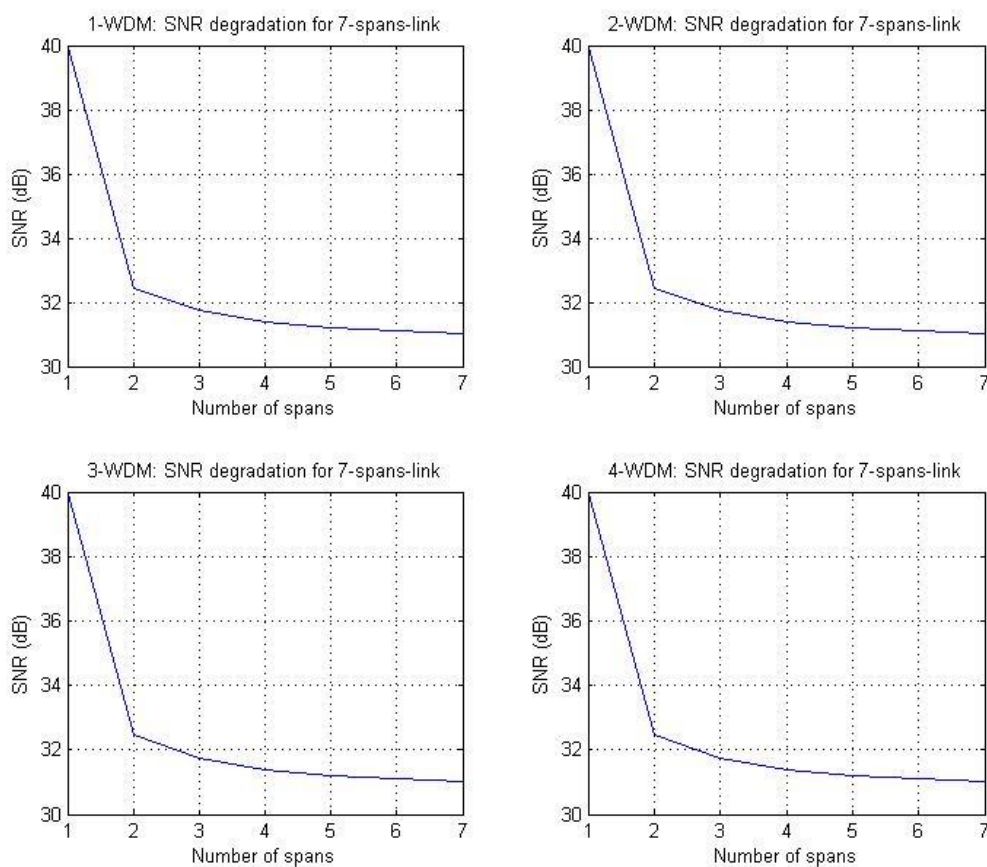 1-WDM: SNR degradation for 7-spans-link
40
38
36
34
32
30
SNR (dB)
1 2 3 4 5 6 7
Number of spans
2-WDM: SNR degradation for 7-spans-link
40
38
36
34
32
30
SNR (dB)
1 2 3 4 5 6 7
Number of spans
3-WDM: SNR degradation for 7-spans-link
40
38
36
34
32
30
SNR (dB)
1 2 3 4 5 6 7
Number of spans
4-WDM: SNR degradation for 7-spans-link
40
38
36
34
32
30
SNR (dB)
1 2 3 4 5 6 7
Number of spans